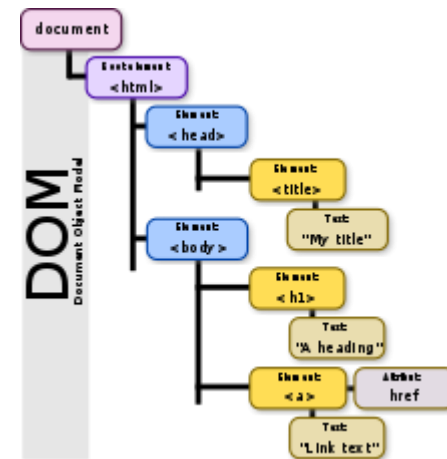 document
Root element:
<html>
Element:
<head>
Element:
<title>
Text:
"My title"
Element:
<body>
Element:
<h1>
Text:
"A heading"
Element:
<a>
Attribute:
href
Text:
"Link text"
DOM
Document Object Model